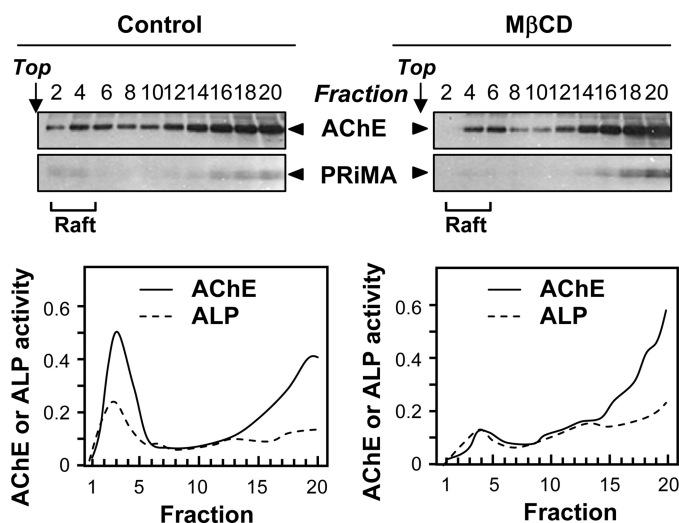 Control MβCD
Top Top
2 4 6 8 10 12 14 16 18 20 Fraction 2 4 6 8 10 12 14 16 18 20
AChE
PRiMA
Raft Raft
AChE or ALP activity
0.6
0.4
0.2
0
AChE
ALP
1 5 10 15 20
Fraction
AChE or ALP activity
0.6
0.4
0.2
0
AChE
ALP
1 5 10 15 20
Fraction